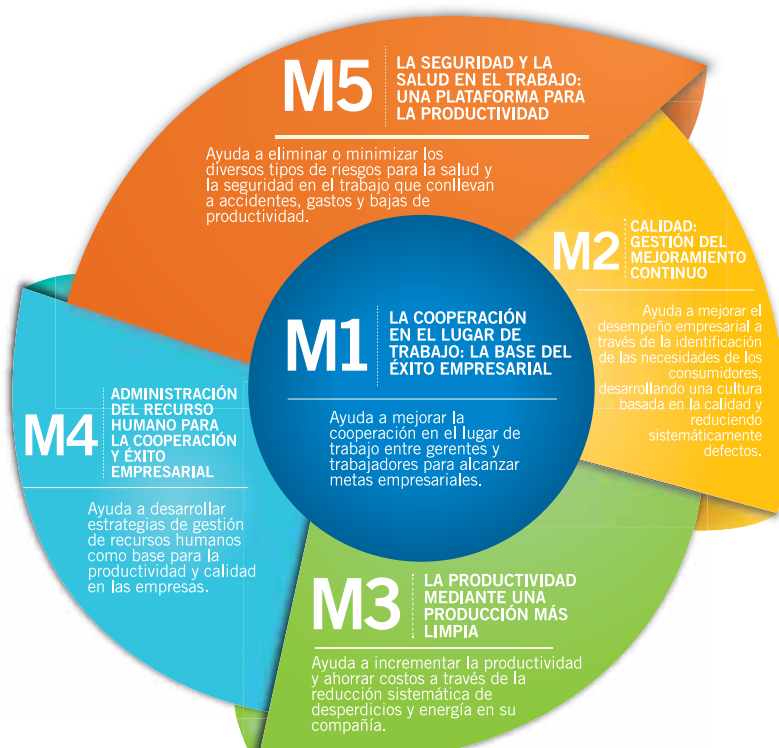 M5
LA SEGURIDAD Y LA
SALUD EN EL TRABAJO:
UNA PLATAFORMA PARA
LA PRODUCTIVIDAD
Ayuda a eliminar o minimizar los
diversos tipos de riesgos para la salud y
la seguridad en el trabajo que conllevan
a accidentes, gastos y bajas de
productividad.
M2
CALIDAD:
GESTIÓN DEL
MEJORAMIENTO
CONTINUO
Ayuda a mejorar el
desempeño empresarial a
través de la identificación
de las necesidades de los
consumidores,
desarrollando una cultura
basada en la calidad y
reduciendo
sistemáticamente
defectos.
M1
LA COOPERACIÓN
EN EL LUGAR DE
TRABAJO: LA BASE DEL
ÉXITO EMPRESARIAL
Ayuda a mejorar la
cooperación en el lugar de
trabajo entre gerentes y
trabajadores para alcanzar
metas empresariales.
M4
ADMINISTRACIÓN
DEL RECURSO
HUMANO PARA
LA COOPERACIÓN
Y ÉXITO
EMPRESARIAL
Ayuda a desarrollar
estrategias de gestión
de recursos humanos
como base para la
productividad y calidad
en las empresas.
M3
LA PRODUCTIVIDAD
MEDIANTE UNA
PRODUCCIÓN MÁS
LIMPIA
Ayuda a incrementar la productividad
y ahorrar costos a través de la
reducción sistemática de
desperdicios y energía en su
compañía.